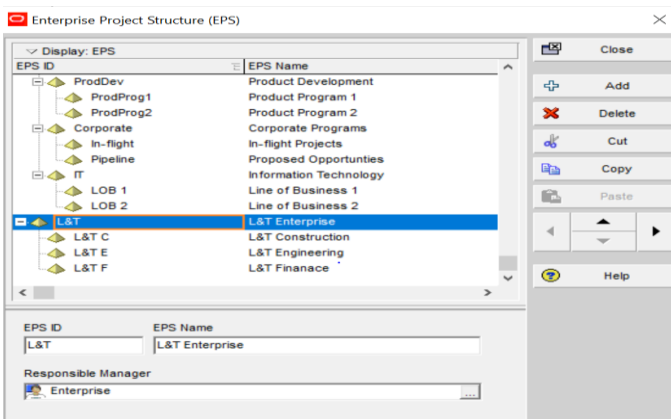 Enterprise Project Structure (EPS)
Display: EPS
EPS ID EPS Name
ProdDev Product Development
ProdProg1 Product Program 1
ProdProg2 Product Program 2
Corporate Corporate Programs
In-flight In-flight Projects
Pipeline Proposed Opportunties
IT Information Technology
LOB 1 Line of Business 1
LOB 2 Line of Business 2
L&T L&T Enterprise
L&T C L&T Construction
L&T E L&T Engineering
L&T F L&T Finanace
EPS ID EPS Name
L&T L&T Enterprise
Responsible Manager
Enterprise
...
Close
Add
Delete
Cut
Copy
Paste
Help